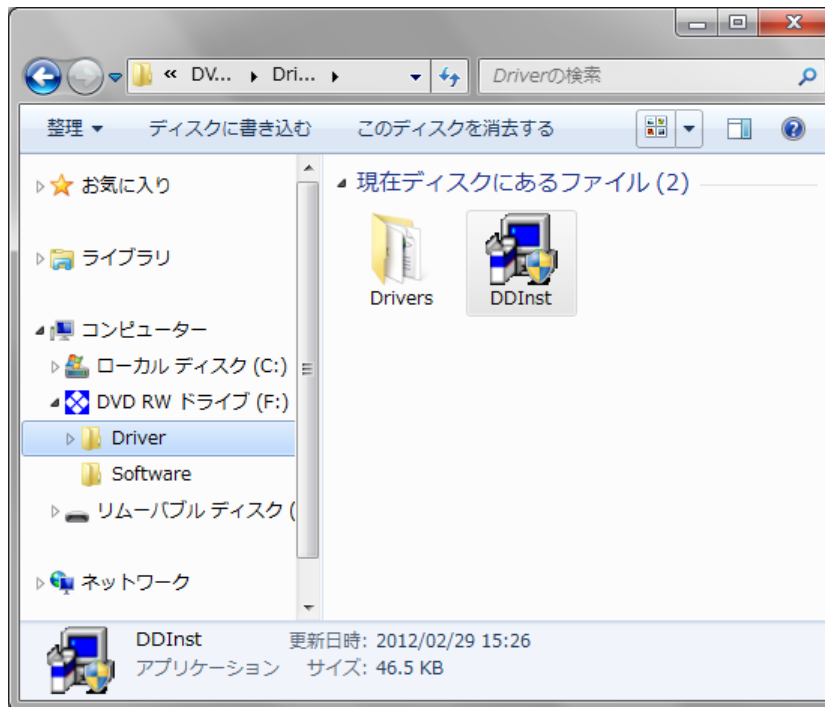 « DV... Dri...
Driverの検索
整理 ディスクに書き込む このディスクを消去する
お気に入り
ライブラリ
コンピューター
ローカル ディスク (C:)
DVD RW ドライブ (F:)
Driver
Software
リムーバブル ディスク (
ネットワーク
現在ディスクにあるファイル (2)
Drivers
DDInst
DDInst 更新日時: 2012/02/29 15:26
アプリケーション サイズ: 46.5 KB